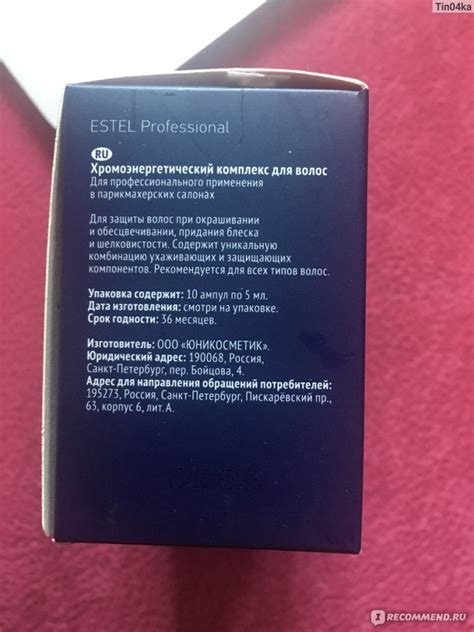 Tin04ka
ESTEL Professional
RU
Хромоэнергетический комплекс для волос
Для профессионального применения
в парикмахерских салонах
Для защиты волос при окрашивании
и обесцвечивании, придания блеска
и шелковистости. Содержит уникальную
комбинацию ухаживающих и защищающих
компонентов. Рекомендуется для всех типов волос.
Упаковка содержит: 10 ампул по 5 мл.
Дата изготовления: смотри на упаковке.
Срок годности: 36 месяцев.
Изготовитель: ООО «ЮНИКОСМЕТИК».
Юридический адрес: 190068, Россия,
Санкт-Петербург, пер. Бойцова, 4.
Адрес для направления обращений потребителей:
195273, Россия, Санкт-Петербург, Пискарёвский пр.,
63, корпус 6, лит. А.
I RECOMMEND.RU